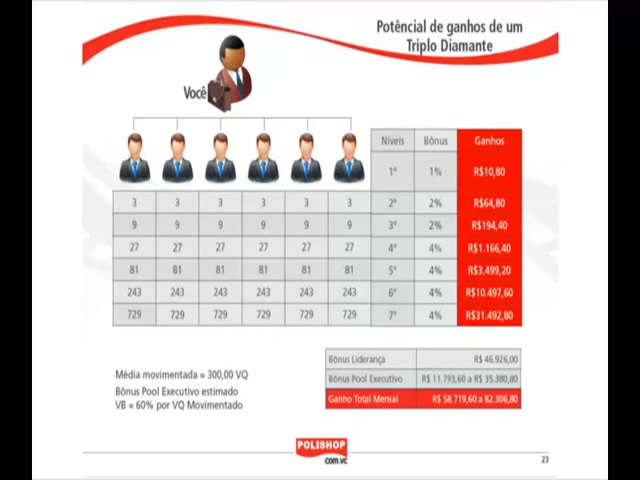 Potêncial de ganhos de um
Triplo Diamante
Você
Níveis Bônus Ganhos
1º 1% R$10,80
3 3 3 3 3 3 2º 2% R$64,80
9 9 9 9 9 9 3º 2% R$194,40
27 27 27 27 27 27 4º 4% R$1.166,40
81 81 81 81 81 81 5º 4% R$3.499,20
243 243 243 243 243 243 6º 4% R$10.497,60
729 729 729 729 729 729 7º 4% R$31.492,80
Média movimentada = 300,00 VQ
Bônus Pool Executivo estimado
VB = 60% por VQ Movimentado
Bônus Liderança R$ 46.926,00
Bônus Pool Executivo R$ 11.793,60 a R$ 35.380,80
Ganho Total Mensal R$ 58.719,60 a 82.306,80
POLISHOP
com.vc
23